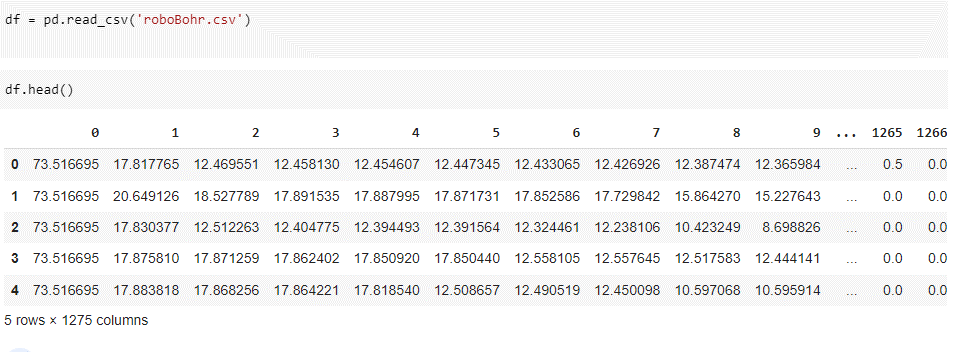 df = pd.read_csv('roboBohr.csv')
df.head()
0 1 2 3 4 5 6 7 8 9 ... 1265 1266
0 73.516695 17.817765 12.469551 12.458130 12.454607 12.447345 12.433065 12.426926 12.387474 12.365984 ... 0.5 0.0
1 73.516695 20.649126 18.527789 17.891535 17.887995 17.871731 17.852586 17.729842 15.864270 15.227643 ... 0.0 0.0
2 73.516695 17.830377 12.512263 12.404775 12.394493 12.391564 12.324461 12.238106 10.423249 8.698826 ... 0.0 0.0
3 73.516695 17.875810 17.871259 17.862402 17.850920 17.850440 12.558105 12.557645 12.517583 12.444141 ... 0.0 0.0
4 73.516695 17.883818 17.868256 17.864221 17.818540 12.508657 12.490519 12.450098 10.597068 10.595914 ... 0.0 0.0
5 rows × 1275 columns